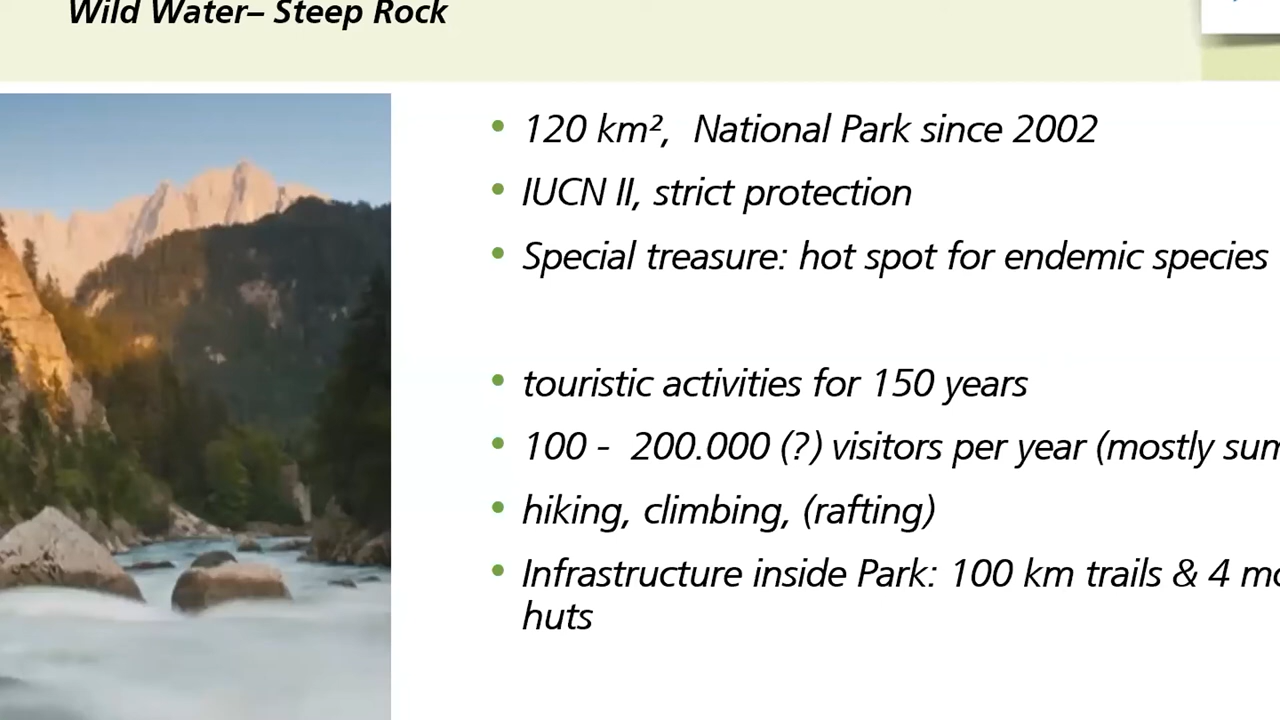 Wild Water– Steep Rock
• 120 km², National Park since 2002
• IUCN II, strict protection
• Special treasure: hot spot for endemic species
• touristic activities for 150 years
• 100 - 200.000 (?) visitors per year (mostly
• hiking, climbing, (rafting)
• Infrastructure inside Park: 100 km trails & 4
huts